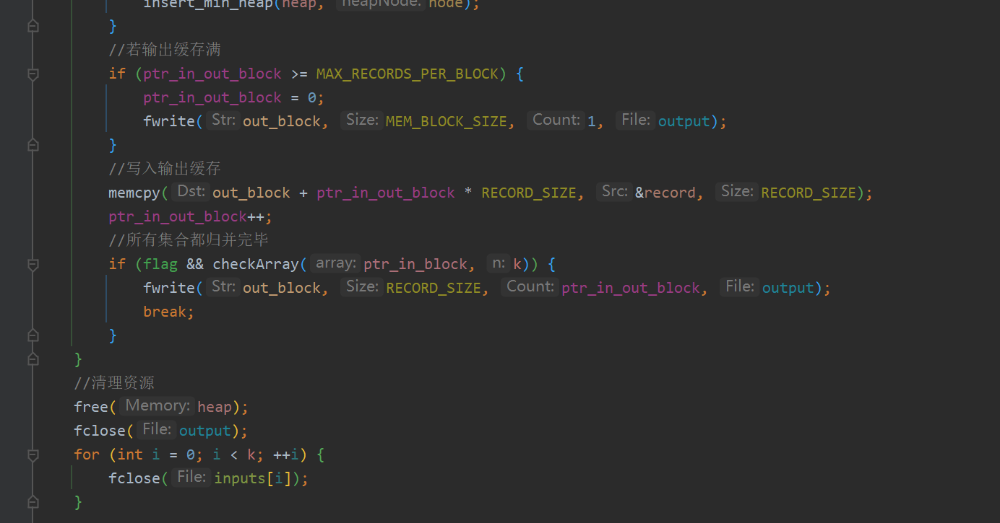 insert_min_heap(heap, heapNode: node);
}
//若输出缓存满
if (ptr_in_out_block >= MAX_RECORDS_PER_BLOCK) {
ptr_in_out_block = 0;
fwrite( Str: out_block, Size: MEM_BLOCK_SIZE, Count: 1, File: output);
}
//写入输出缓存
memcpy( Dst: out_block + ptr_in_out_block * RECORD_SIZE, Src: &record, Size: RECORD_SIZE);
ptr_in_out_block++;
//所有集合都归并完毕
if (flag && checkArray( array: ptr_in_block, n: k)) {
fwrite( Str: out_block, Size: RECORD_SIZE, Count: ptr_in_out_block, File: output);
break;
}
}
//清理资源
free( Memory: heap);
fclose( File: output);
for (int i = 0; i < k; ++i) {
fclose( File: inputs[i]);
}